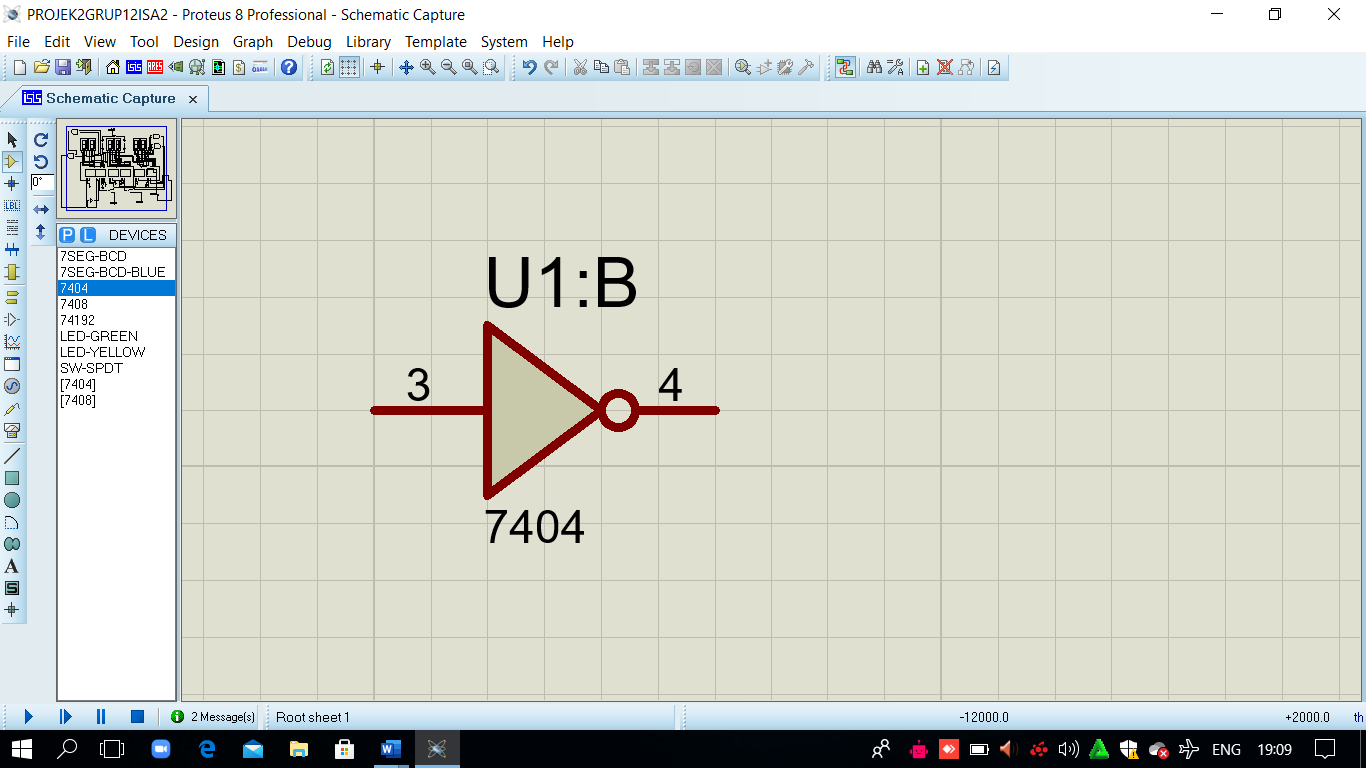 PROJEK2GRUP12ISA2 - Proteus 8 Professional - Schematic Capture
File Edit View Tool Design Graph Debug Library Template System Help
Schematic Capture
0°
LBL
P L DEVICES
7SEG-BCD
7SEG-BCD-BLUE
7404
7408
74192
LED-GREEN
LED-YELLOW
SW-SPDT
[7404]
[7408]
A
S
U1:B
3
4
7404
2 Message(s) Root sheet 1 -12000.0 +2000.0 th
ENG 19:09